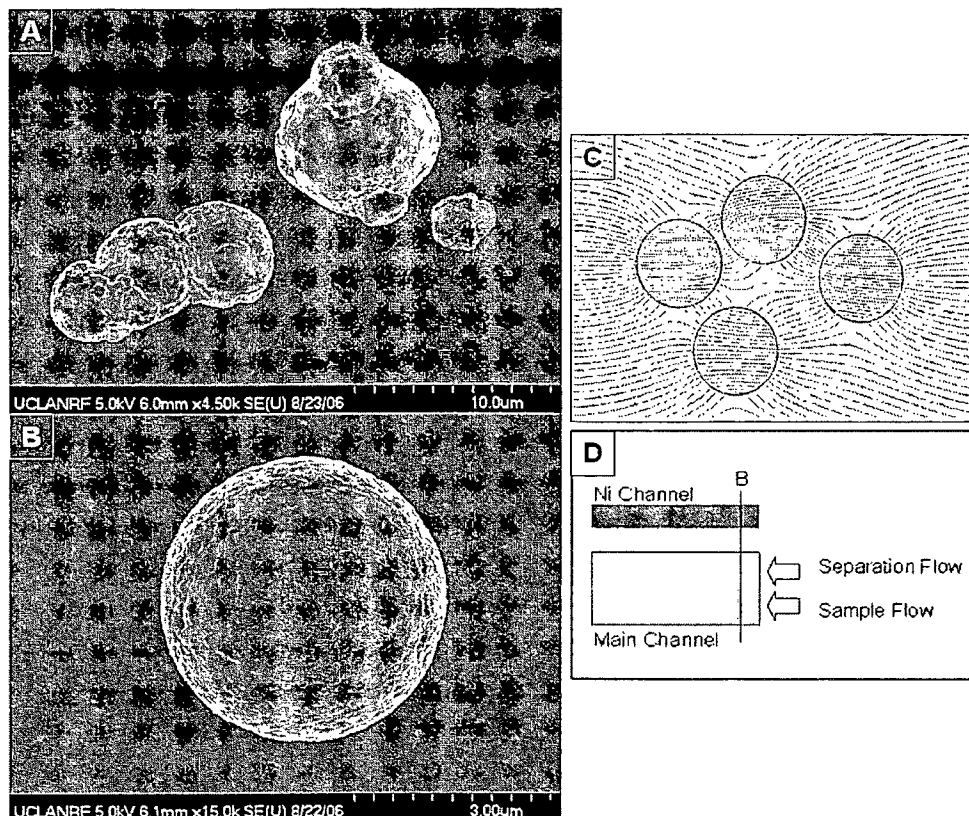 A
UCLANRF 5.0kV 6.0mm x4.50k SE(U) 8/23/06 10.0um
B
UCLANRF 5.0kV 6.1mm x15.0k SE(U) 8/22/06 3.00um
C
D
B
Ni Channel
Separation Flow
Sample Flow
Main Channel